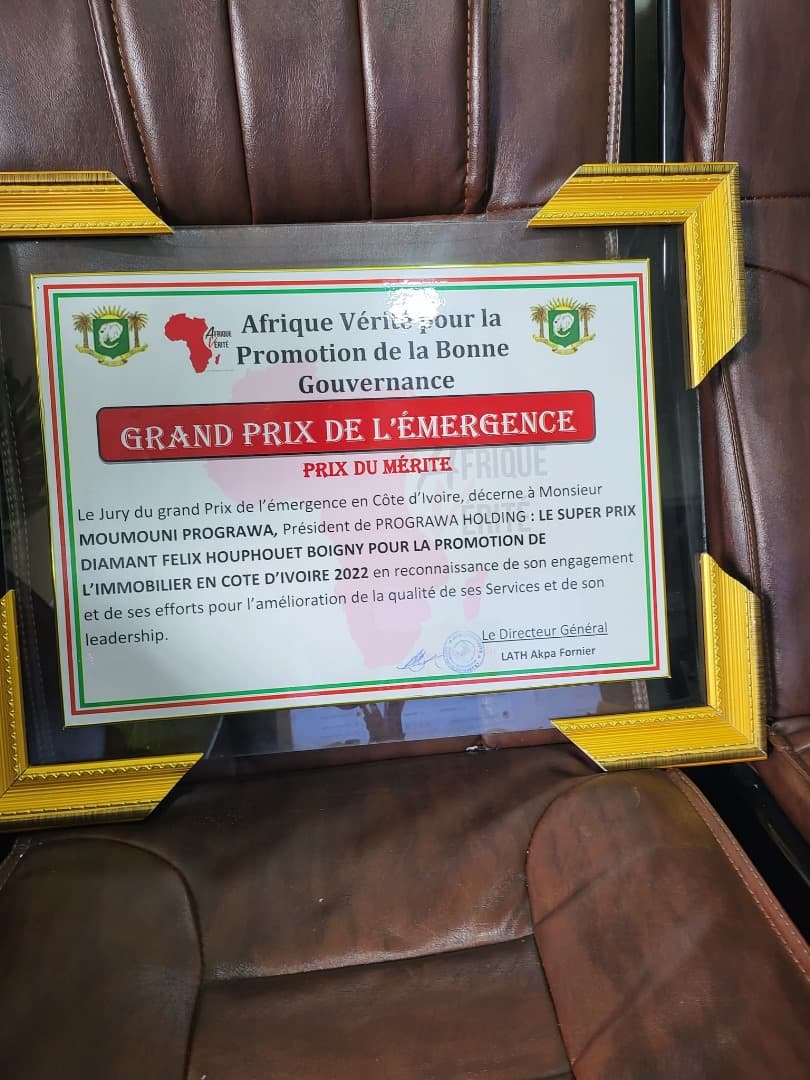 AFRIQUE
VÉRITÉ
Afrique Vérité pour la
Promotion de la Bonne
Gouvernance
GRAND PRIX DE L'ÉMERGENCE
PRIX DU MÉRITE
AFRIQUE
VÉRITÉ
Le Jury du grand Prix de l'émergence en Côte d'Ivoire, décerne à Monsieur
MOUMOUNI PROGRAWA, Président de PROGRAWA HOLDING : LE SUPER PRIX
DIAMANT FELIX HOUPHOUET BOIGNY POUR LA PROMOTION DE
L'IMMOBILIER EN COTE D'IVOIRE 2022 en reconnaissance de son engagement
et de ses efforts pour l'amélioration de la qualité de ses Services et de son
leadership.
Le Directeur Général
LATH Akpa Fornier